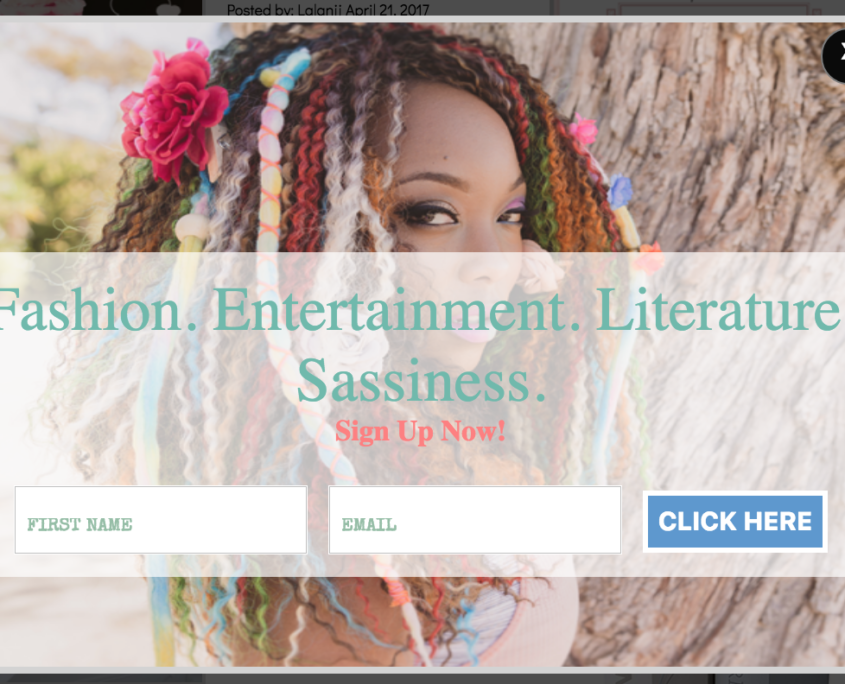 Posted by: Lalanii April 21, 2017
X
Fashion. Entertainment. Literature
Sassiness.
Sign Up Now!
FIRST NAME
EMAIL
CLICK HERE